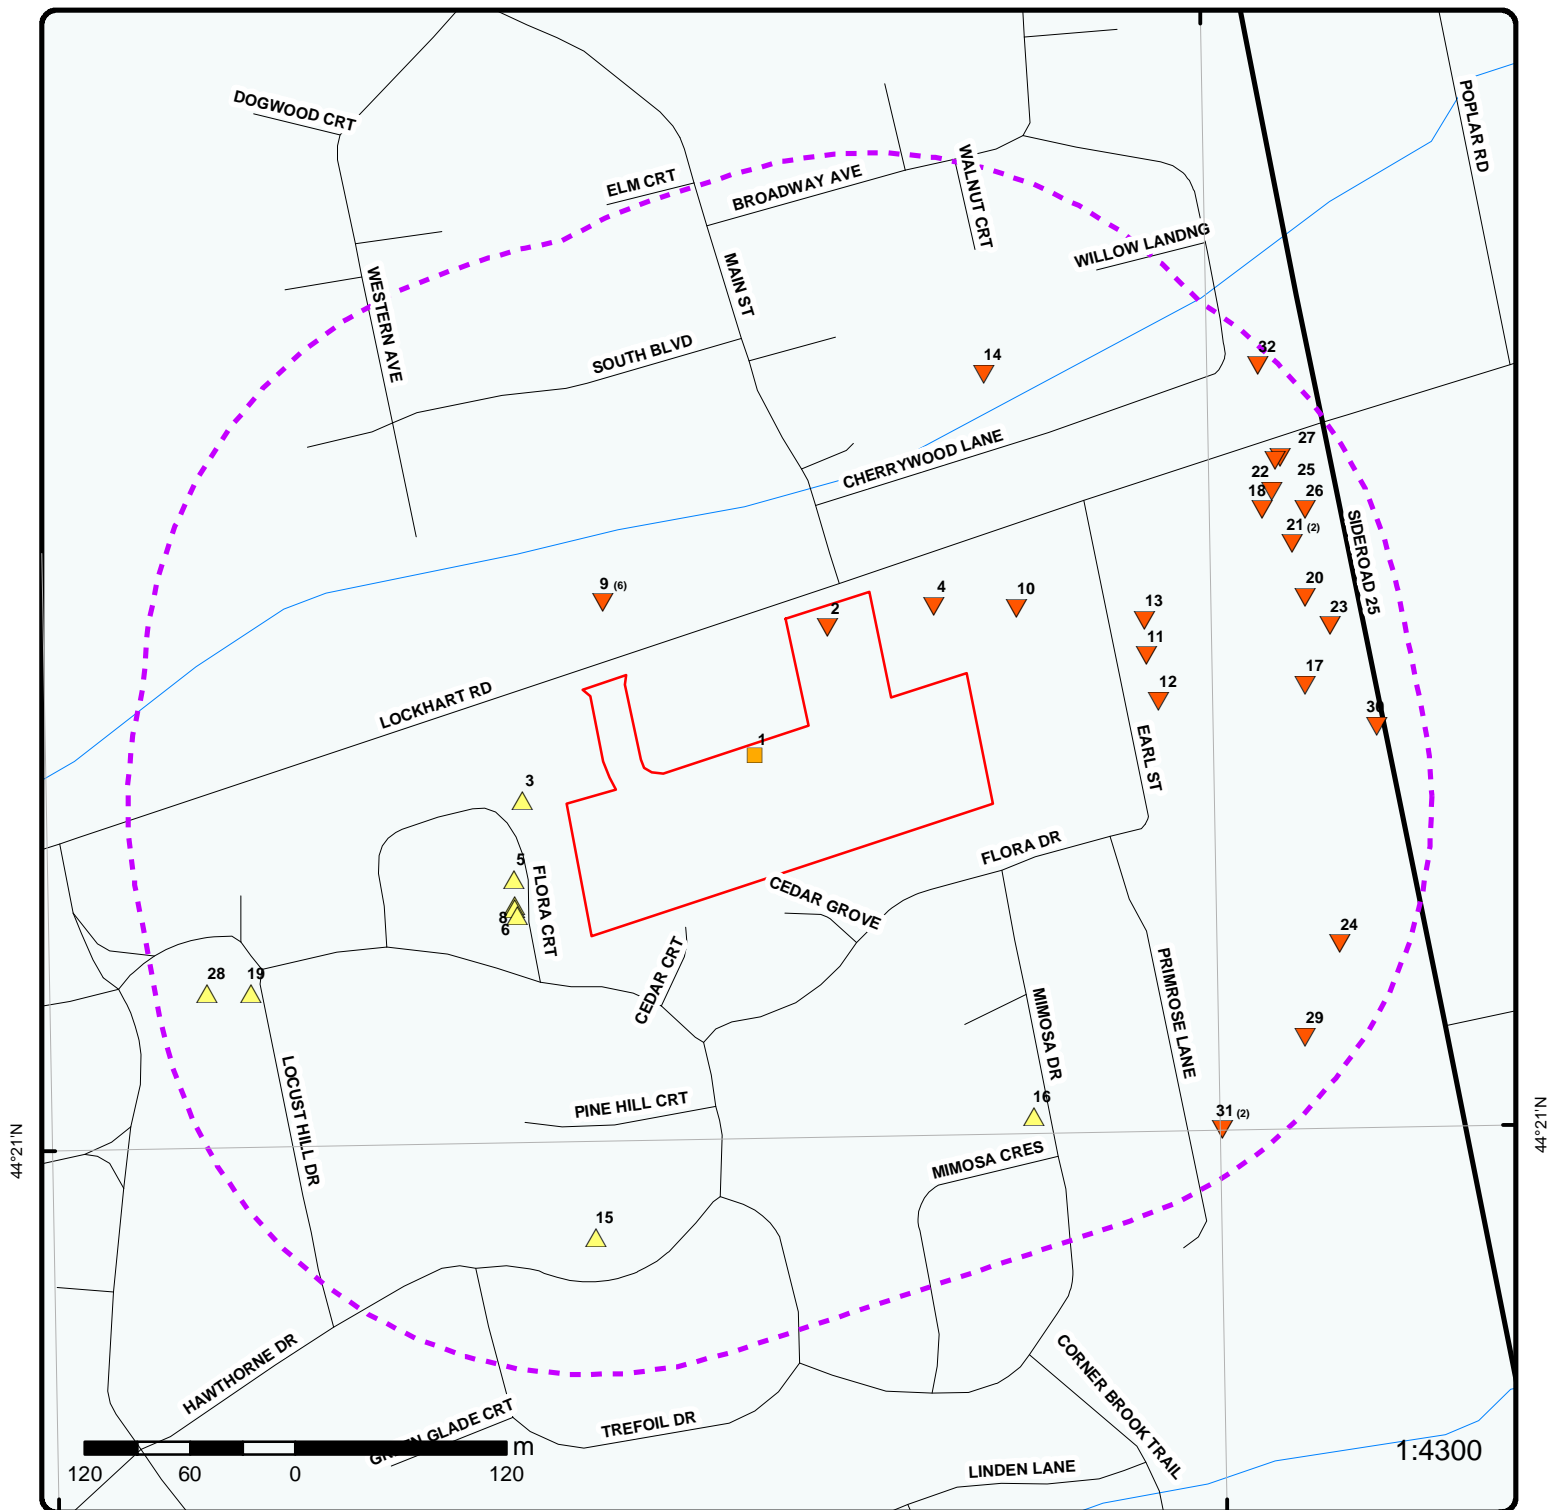 DOGWOOD CRT
POPLAR RD
ELM CRT
BROADWAY AVE
WALNUT CRT
WILLOW LANDNG
MAIN ST
WESTERN AVE
SOUTH BLVD
32
14
CHERRYWOOD LANE
27
22
25
18
26
21 (2)
SIDEROAD 25
9 (6)
2
4
10
13
20
23
11
12
17
30
LOCKHART RD
1
EARL ST
3
5
FLORA CRT
FLORA DR
CEDAR GROVE
8
6
24
28
19
CEDAR CRT
PRIMROSE LANE
MIMOSA DR
29
LOCUST HILL DR
PINE HILL CRT
16
31 (2)
44°21'N
44°21'N
MIMOSA CRES
15
HAWTHORNE DR
CORNER BROOK TRAIL
GREEN GLADE CRT
TREFOIL DR
LINDEN LANE
m
120 60 0 120
1:4300